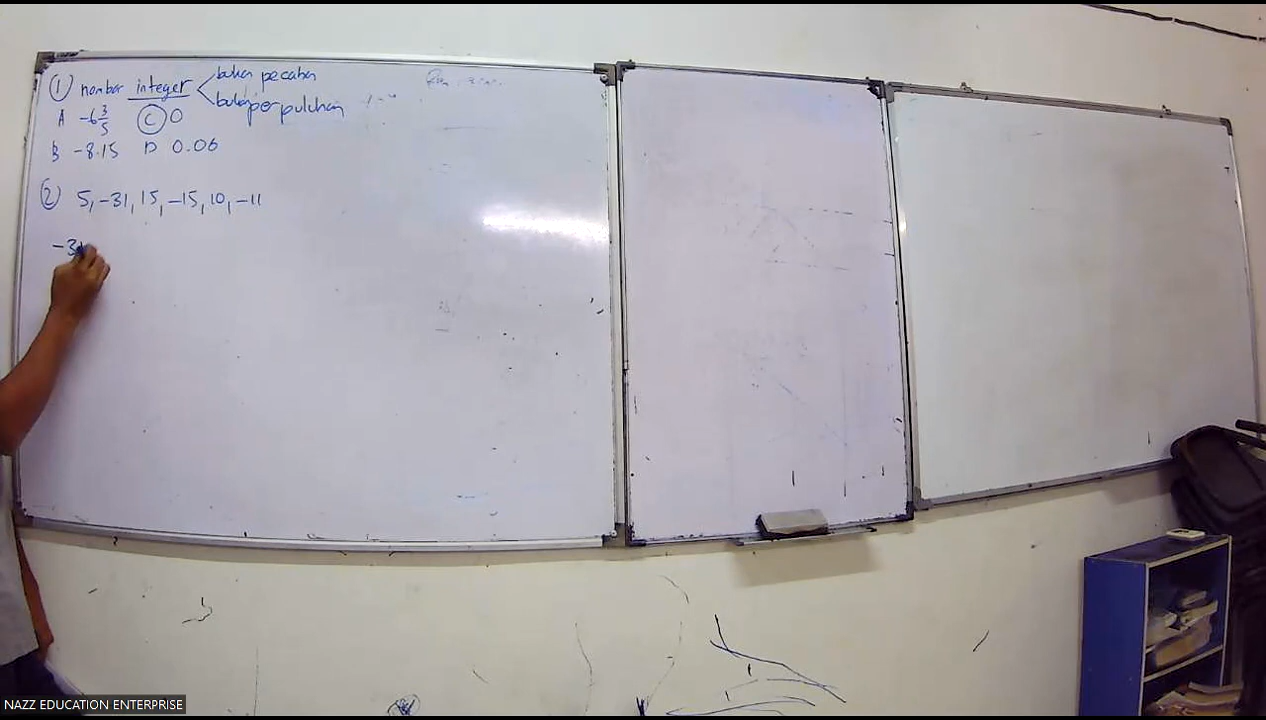 ① nombor integer < bukan pecahan
bukan perpuluhan
A -6 3/5 Ⓒ 0
B -8.15 D 0.06
② 5, -31, 15, -15, 10, -11
-31
NAZZ EDUCATION ENTERPRISE